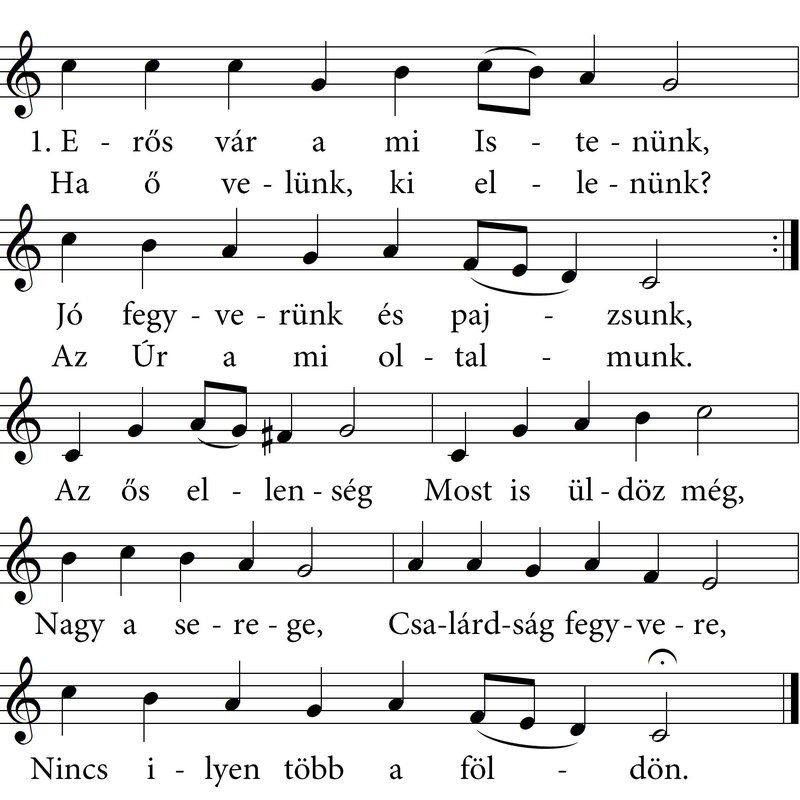 1. E - rős vár a mi Is - te - nünk,
Ha ő ve - lünk, ki el - le - nünk?
Jó fegy - ve - rünk és paj - zsunk,
Az Úr a mi ol - tal - munk.
Az ős el - len - ség Most is ül - döz még,
Nagy a se - re - ge, Csa-lárd-ság fegy-ve - re,
Nincs i - lyen több a föl - dön.